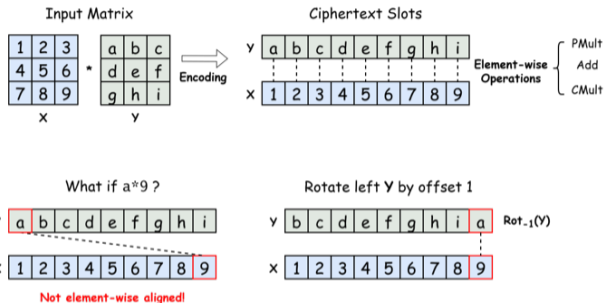 Input Matrix
1 2 3
4 5 6
7 8 9
X
*
a b c
d e f
g h i
Y
Encoding
Ciphertext Slots
Y a b c d e f g h i
X 1 2 3 4 5 6 7 8 9
Element-wise
Operations
PMult
Add
CMult
What if a*9 ?
a b c d e f g h i
1 2 3 4 5 6 7 8 9
Not element-wise aligned!
Rotate left Y by offset 1
Y b c d e f g h i a
Rot₋₁(Y)
X 1 2 3 4 5 6 7 8 9